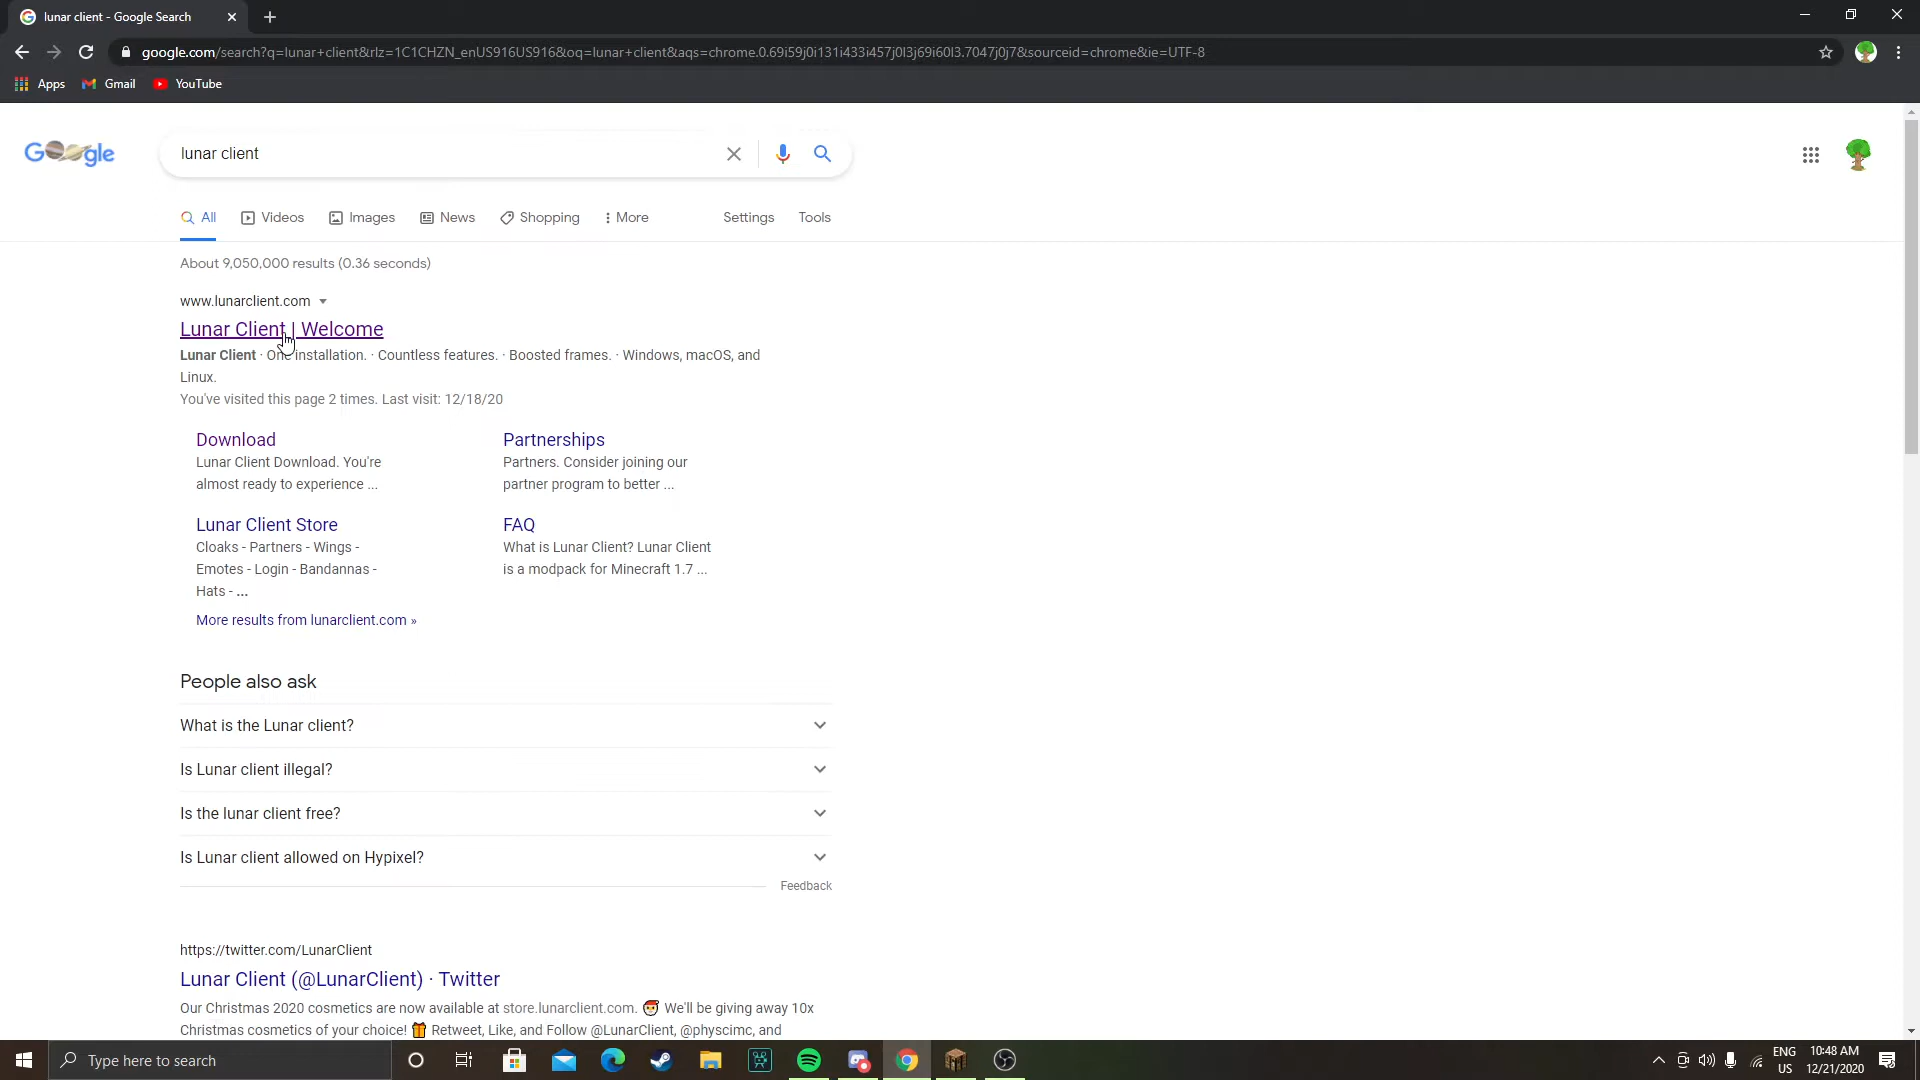 lunar client - Google Search
google.com/search?q=lunar+client&rlz=1C1CHZN_enUS916US916&oq=lunar+client&aqs=chrome.0.69i59j0i131i433i457j0l3j69i60l3.7047j0j7&sourceid=chrome&ie=UTF-8
Apps Gmail YouTube
Google
lunar client
All Videos Images News Shopping More Settings Tools
About 9,050,000 results (0.36 seconds)
www.lunarclient.com
Lunar Client | Welcome
Lunar Client · One installation. · Countless features. · Boosted frames. · Windows, macOS, and
Linux.
You've visited this page 2 times. Last visit: 12/18/20
Download
Lunar Client Download. You're
almost ready to experience ...
Partnerships
Partners. Consider joining our
partner program to better ...
Lunar Client Store
Cloaks - Partners - Wings -
Emotes - Login - Bandannas -
Hats - ...
FAQ
What is Lunar Client? Lunar Client
is a modpack for Minecraft 1.7 ...
More results from lunarclient.com »
People also ask
What is the Lunar client?
Is Lunar client illegal?
Is the lunar client free?
Is Lunar client allowed on Hypixel?
Feedback
https://twitter.com/LunarClient
Lunar Client (@LunarClient) · Twitter
Our Christmas 2020 cosmetics are now available at store.lunarclient.com. 🎅 We'll be giving away 10x
Christmas cosmetics of your choice! 🎁 Retweet, Like, and Follow @LunarClient, @physcimc, and
Type here to search
ENG
US
10:48 AM
12/21/2020